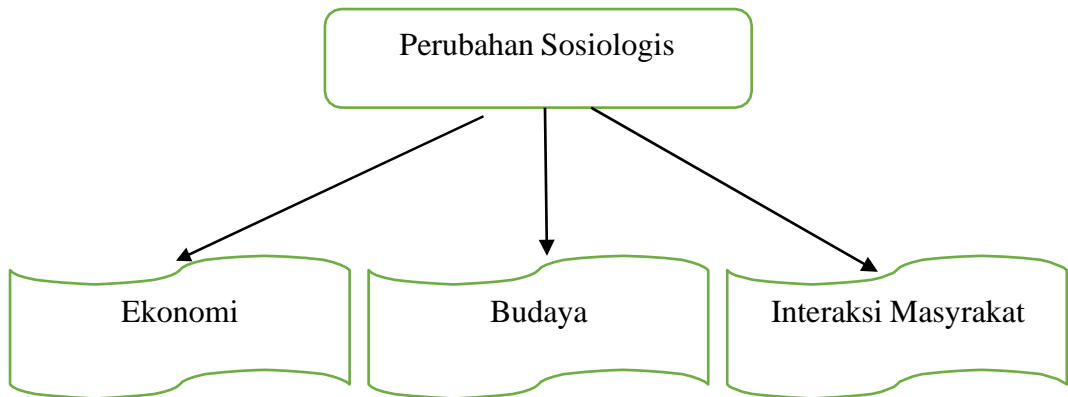 Perubahan Sosiologis
Ekonomi
Budaya
Interaksi Masyrakat